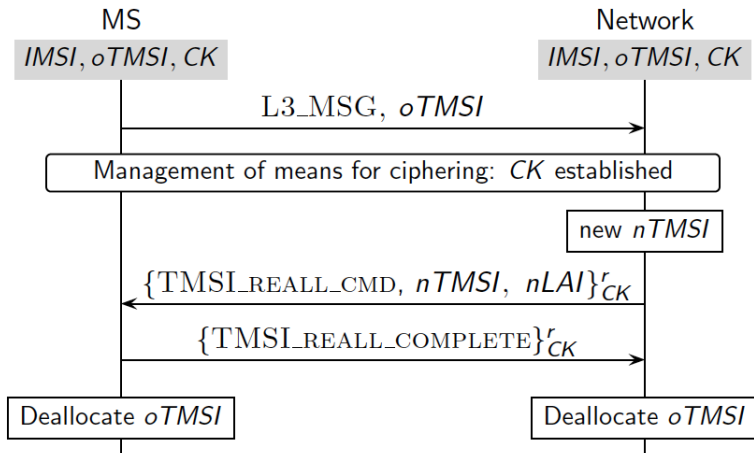 MS Network
IMSI, oTMSI, CK IMSI, oTMSI, CK
L3_MSG, oTMSI
Management of means for ciphering: CK established
new nTMSI
{TMSI_REALL_CMD, nTMSI, nLAI}^r_CK
{TMSI_REALL_COMPLETE}^r_CK
Deallocate oTMSI Deallocate oTMSI